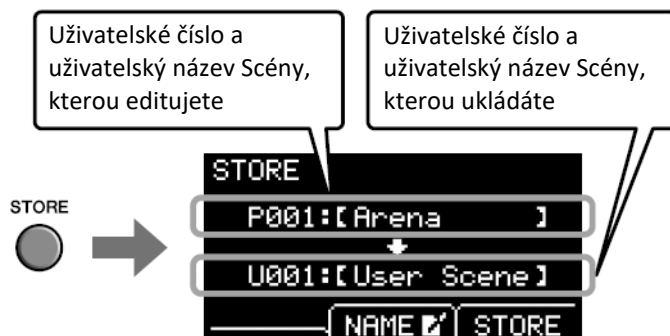 Uživatelské číslo a
uživatelský název Scény,
kterou editujete
Uživatelské číslo a
uživatelský název Scény,
kterou ukládáte
STORE
STORE
P001:[Arena ]
U001:[User Scene]
NAME STORE